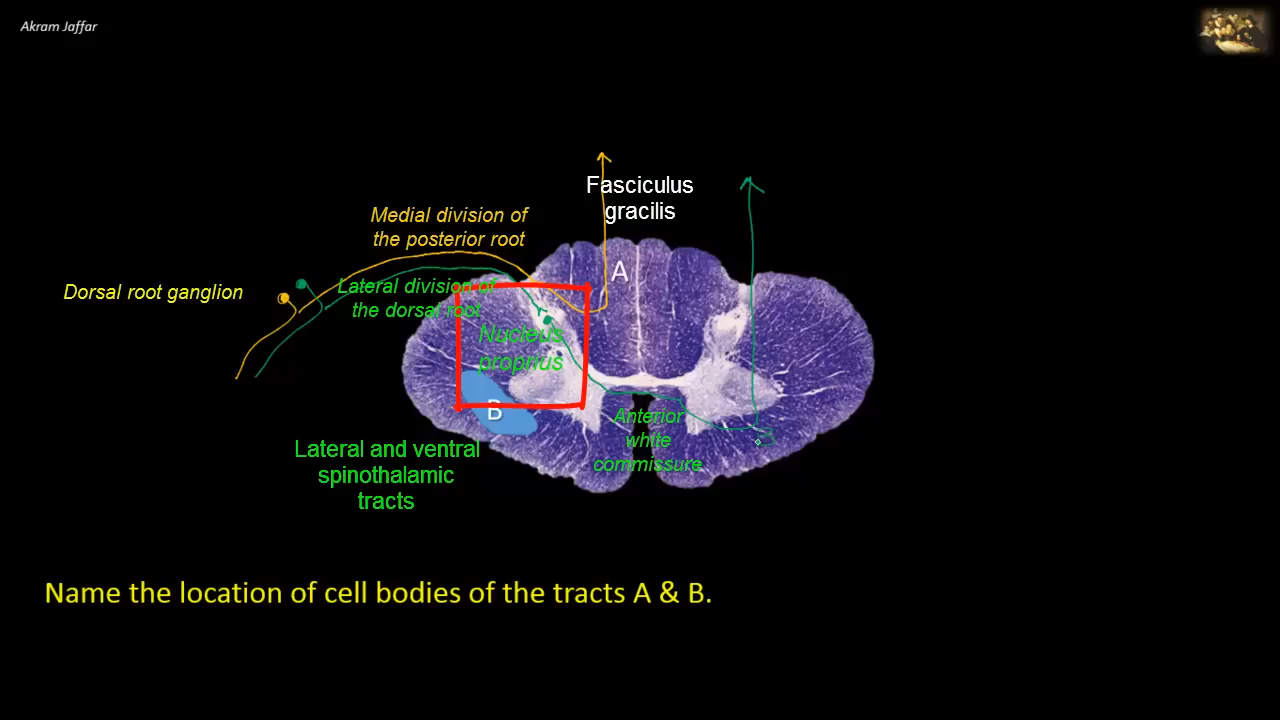 Akram Jaffar
Fasciculus
gracilis
Medial division of
the posterior root
A
Dorsal root ganglion
Lateral division of
the dorsal root
Nucleus
proprius
B
Anterior
white
commissure
Lateral and ventral
spinothalamic
tracts
Name the location of cell bodies of the tracts A & B.